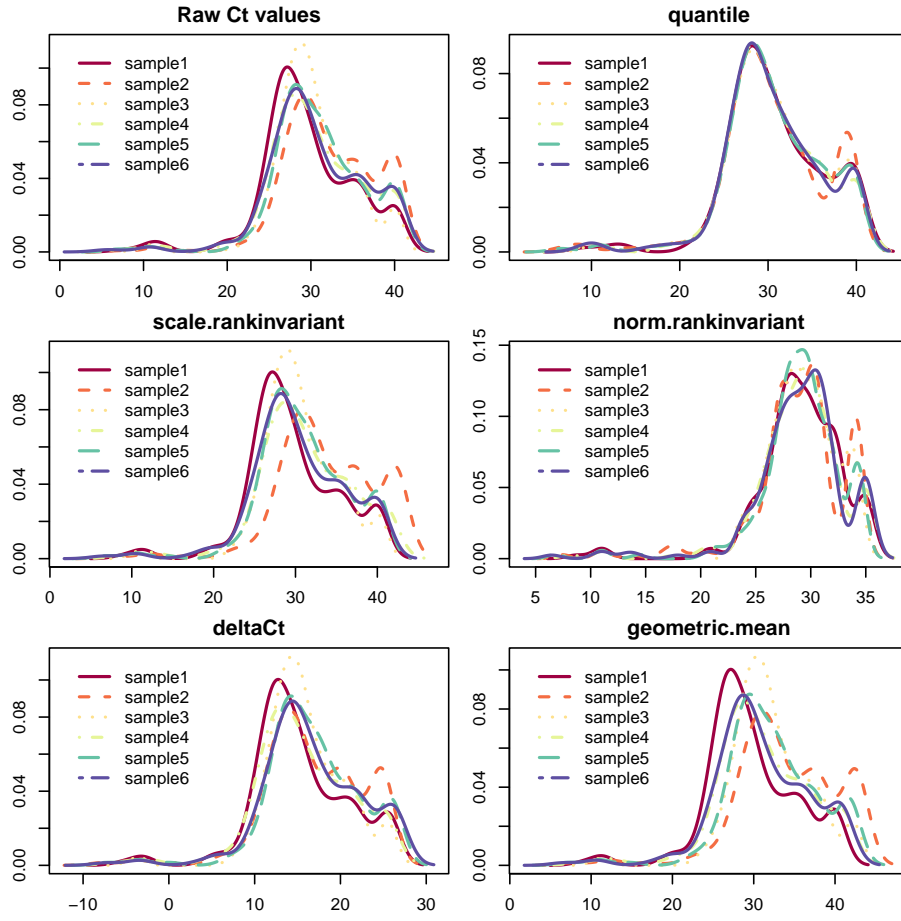 Raw Ct values
sample1
sample2
sample3
sample4
sample5
sample6
0.00
0.04
0.08
0
10
20
30
40
quantile
sample1
sample2
sample3
sample4
sample5
sample6
0.00
0.04
0.08
10
20
30
40
scale.rankinvariant
sample1
sample2
sample3
sample4
sample5
sample6
0.00
0.04
0.08
0
10
20
30
40
norm.rankinvariant
sample1
sample2
sample3
sample4
sample5
sample6
0.00
0.05
0.10
0.15
5
10
15
20
25
30
35
deltaCt
sample1
sample2
sample3
sample4
sample5
sample6
0.00
0.04
0.08
−10
0
10
20
30
geometric.mean
sample1
sample2
sample3
sample4
sample5
sample6
0.00
0.04
0.08
0
10
20
30
40